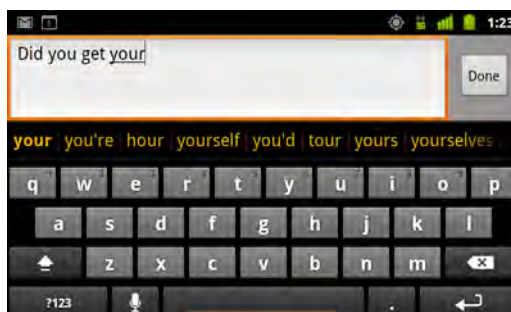 1:23
Did you get your
Done
your you're hour yourself you'd tour yours yourselves
q w e r t y u i o p
a s d f g h j k l
z x c v b n m
?123 .